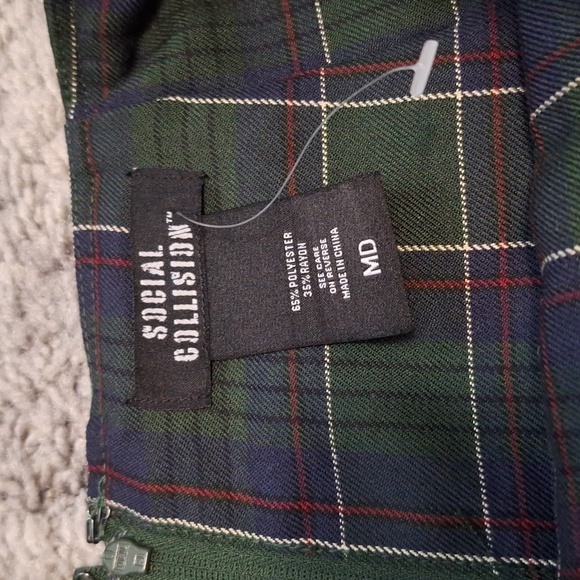 SOCIAL
COLLISION™
65% POLYESTER
35% RAYON
SEE CARE
ON REVERSE
MADE IN CHINA
MD